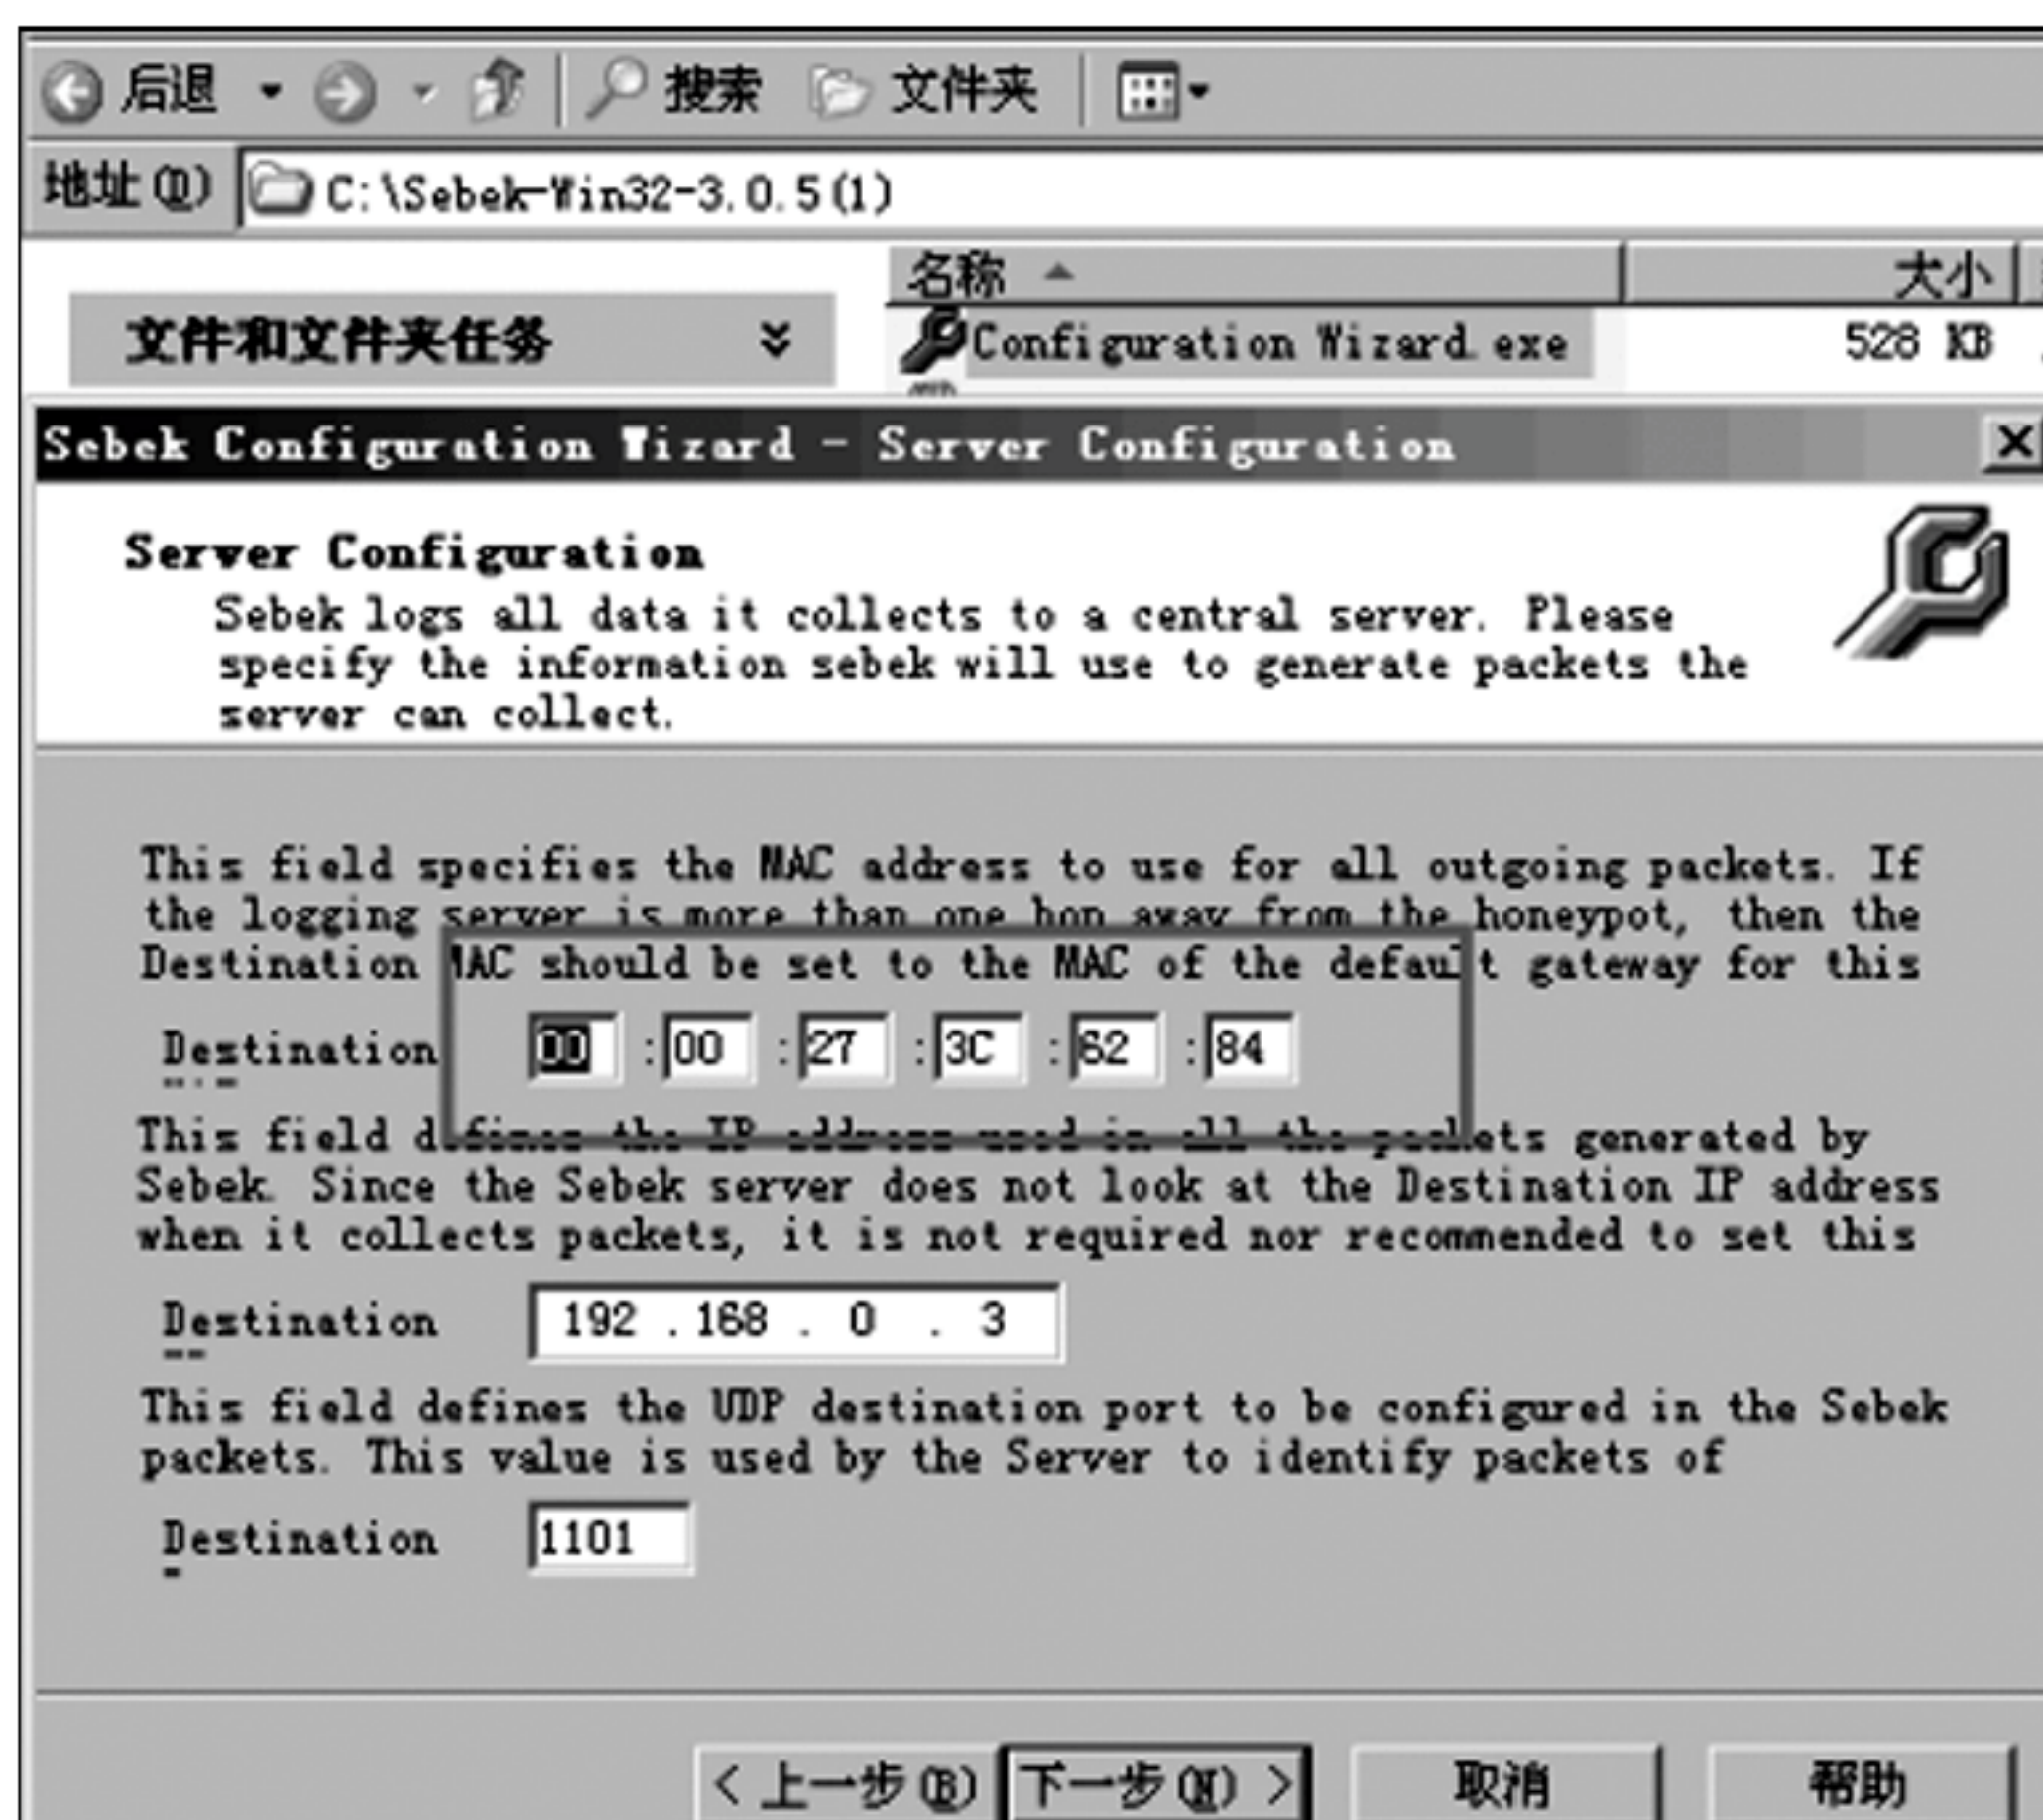 后退 搜索 文件夹
地址(D) C:\Sebek-Win32-3.0.5(1)
名称 大小
文件和文件夹任务 Configuration Wizard.exe 528 KB
Sebek Configuration Wizard - Server Configuration
Server Configuration
Sebek logs all data it collects to a central server. Please
specify the information sebek will use to generate packets the
server can collect.
This field specifies the MAC address to use for all outgoing packets. If
the logging server is more than one hop away from the honeypot, then the
Destination MAC should be set to the MAC of the default gateway for this
Destination 00 :00 :27 :3C :62 :84
This field defines the IP address used in all the packets generated by
Sebek. Since the Sebek server does not look at the Destination IP address
when it collects packets, it is not required nor recommended to set this
Destination 192 .168 . 0 . 3
This field defines the UDP destination port to be configured in the Sebek
packets. This value is used by the Server to identify packets of
Destination 1101
< 上一步(B) 下一步(N) > 取消 帮助